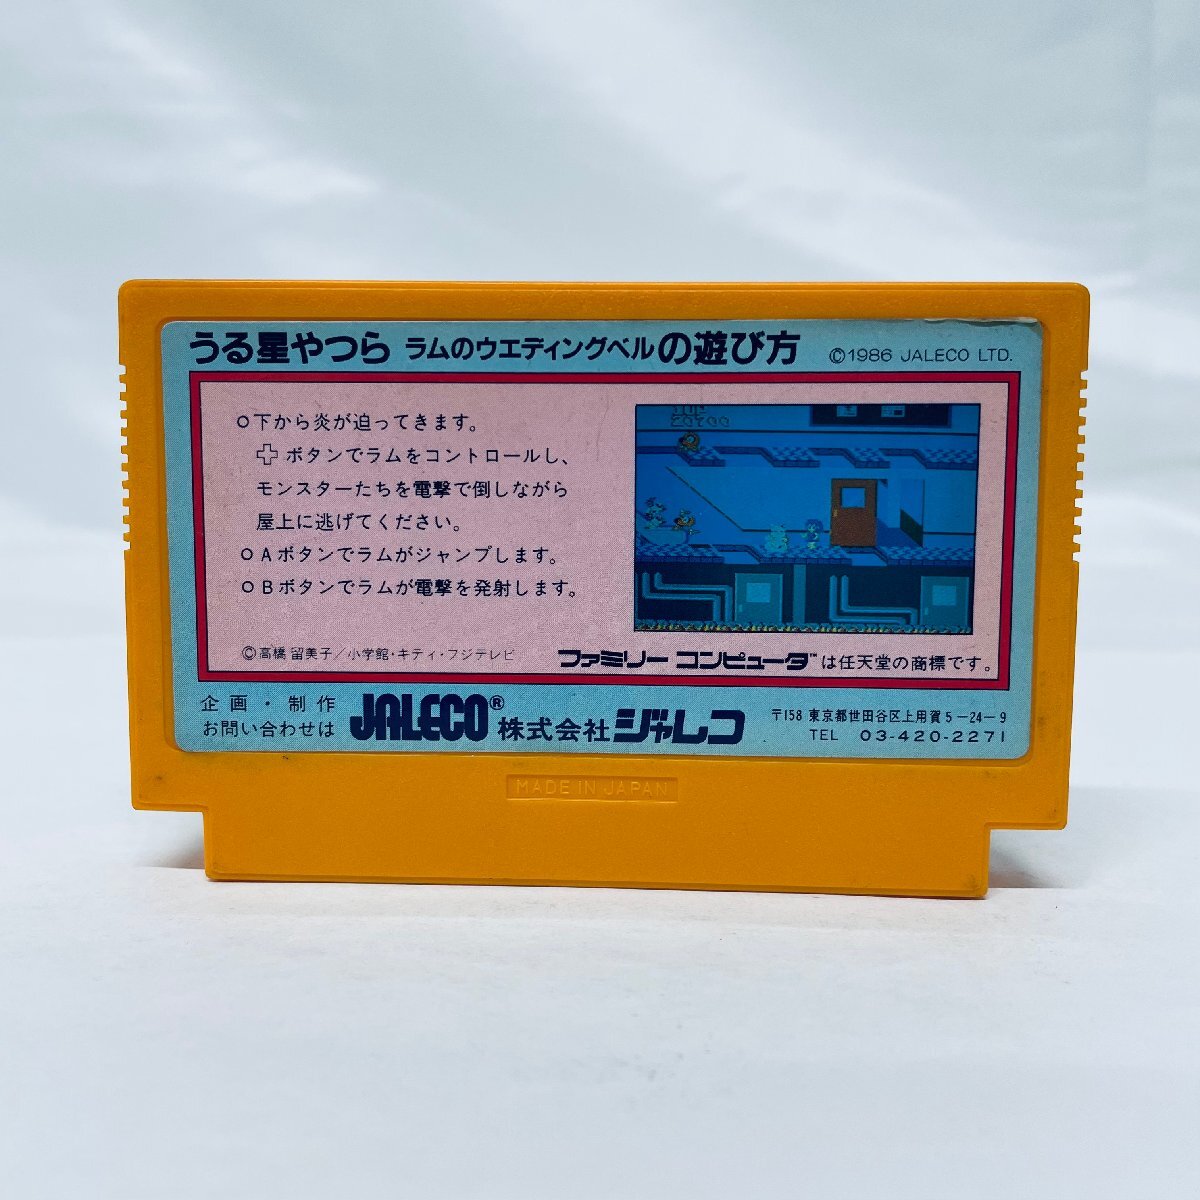 うる星やつら ラムのウエディングベルの遊び方 ©1986 JALECO LTD.
○下から炎が迫ってきます。
ボタンでラムをコントロールし、
モンスターたちを電撃で倒しながら
屋上に逃げてください。
○Aボタンでラムがジャンプします。
○Bボタンでラムが電撃を発射します。
1UP
20700
©高橋留美子/小学館・キティ・フジテレビ
ファミリーコンピュータ™は任天堂の商標です。
企画・制作
お問い合わせは JALECO® 株式会社ジャレコ
〒158 東京都世田谷区上用賀5-24-9
TEL 03-420-2271
MADE IN JAPAN